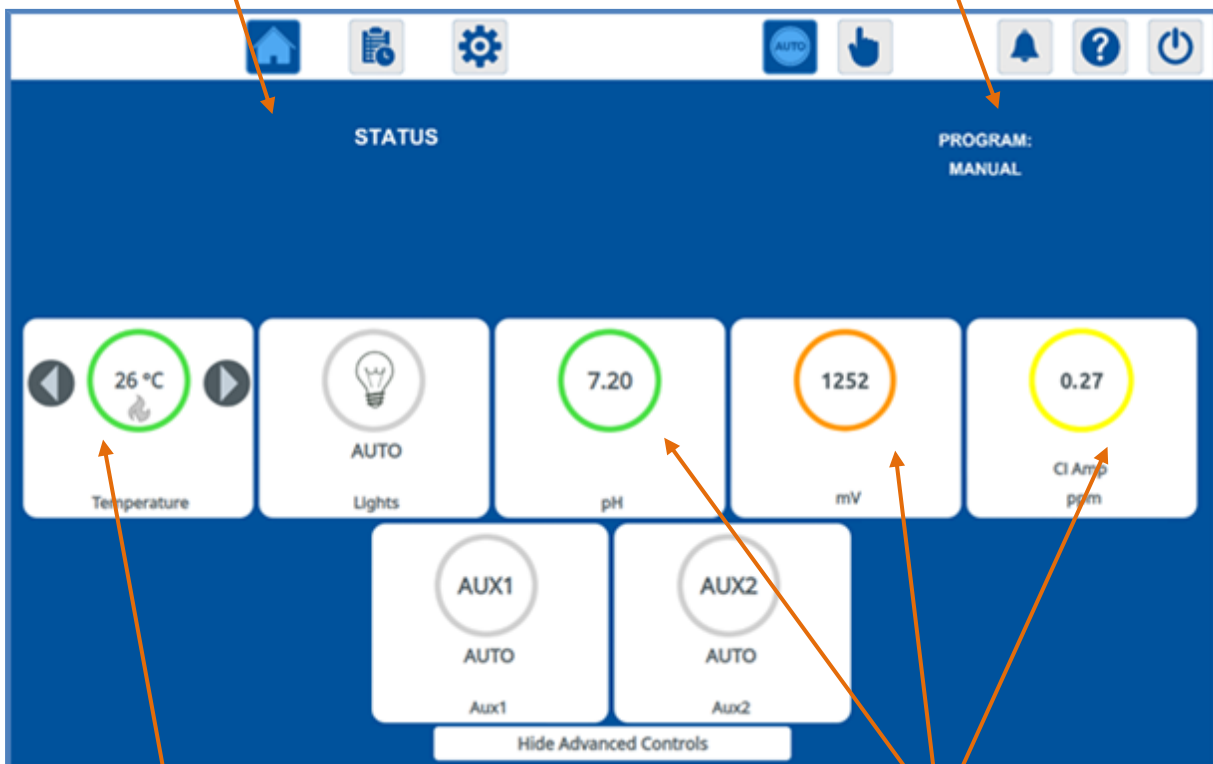 AUTO
STATUS
PROGRAM:
MANUAL
26 °C
Temperature
AUTO
Lights
7.20
pH
1252
mV
0.27
Cl Amp
ppm
AUX1
AUTO
Aux1
AUX2
AUTO
Aux2
Hide Advanced Controls